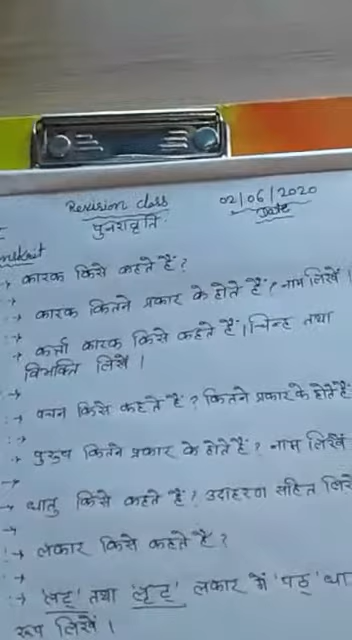 Revision class 02/06/2020
पुनरावृति Date
→ कारक किसे कहते हैं ?
→ कारक कितने प्रकार के होते हैं ? नाम लिखें ।
→ कर्त्ता कारक किसे कहते हैं । चिन्ह तथा
विभक्ति लिखें ।
→ वचन किसे कहते हैं ? कितने प्रकार के होते हैं
→ पुरुष कितने प्रकार के होते हैं ? नाम लिखें
→ धातु किसे कहते हैं ? उदाहरण सहित लिखें
→ लकार किसे कहते हैं ?
→ 'लट्' तथा 'लृट्' लकार में 'पठ्' धा
रूप लिखें ।